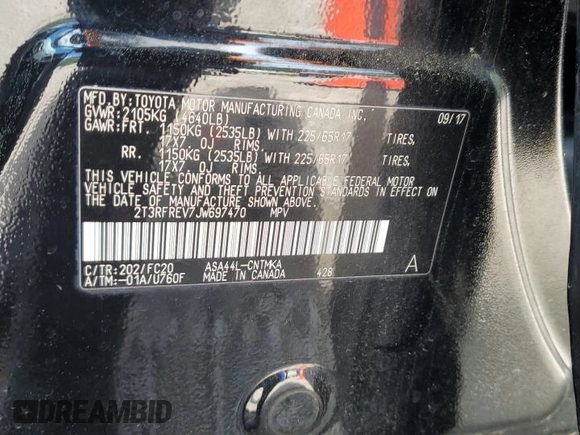 MFD.BY:TOYOTA MOTOR MANUFACTURING CANADA INC.
GVWR:2105KG (4640LB) 09/17
GAWR:FRT. 1150KG (2535LB) WITH 225/65R17 TIRES,
17X7.0J RIMS.
RR. 1150KG (2535LB) WITH 225/65R17 TIRES,
17X7.0J RIMS.
THIS VEHICLE CONFORMS TO ALL APPLICABLE FEDERAL MOTOR
VEHICLE SAFETY AND BUMPER STANDARDS IN EFFECT ON
THE DATE OF MANUFACTURE SHOWN ABOVE.
2T3RFREV7JW697470 MPV
C/TR:202/FC20 ASA44L-CNTMKA 428 A
A/TM:-01A/U760F MADE IN CANADA
DREAMBID